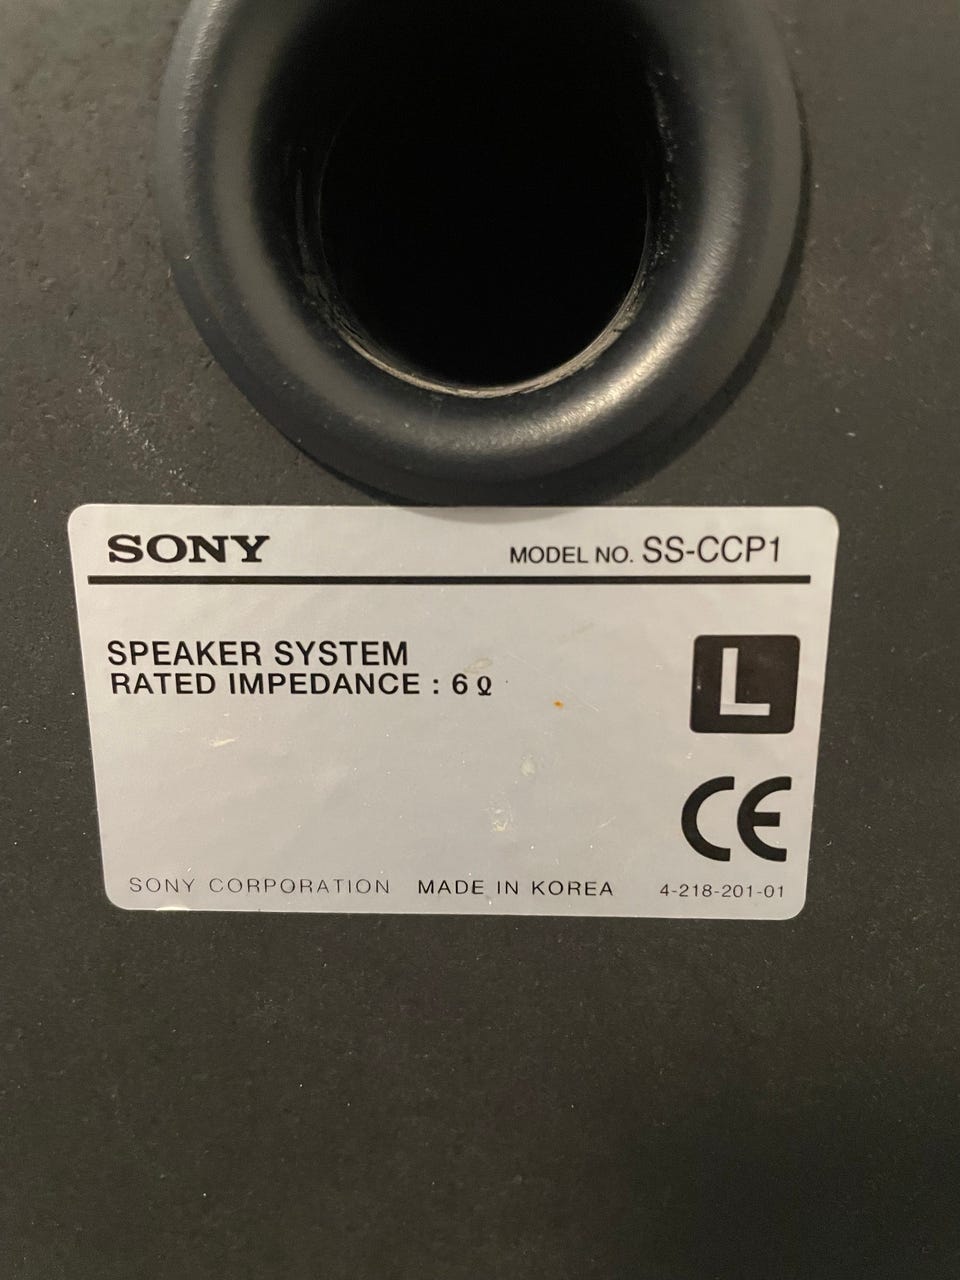 SONY MODEL NO. SS-CCP1
SPEAKER SYSTEM
RATED IMPEDANCE : 6 Ω
L
CE
SONY CORPORATION MADE IN KOREA 4-218-201-01